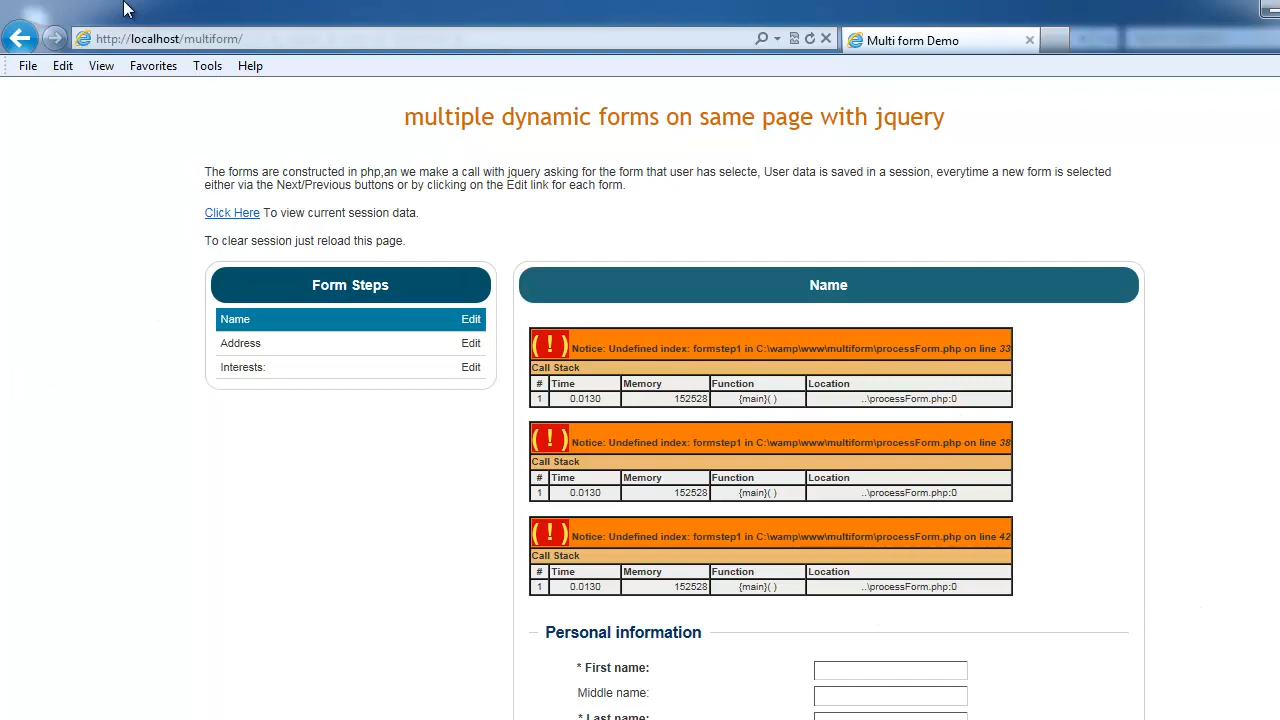 http://localhost/multiform/
Multi form Demo
File Edit View Favorites Tools Help
multiple dynamic forms on same page with jquery
The forms are constructed in php,an we make a call with jquery asking for the form that user has selecte, User data is saved in a session, everytime a new form is selected
either via the Next/Previous buttons or by clicking on the Edit link for each form.
Click Here To view current session data.
To clear session just reload this page.
Form Steps
Name Edit
Address Edit
Interests: Edit
Name
( ! ) Notice: Undefined index: formstep1 in C:\wamp\www\multiform\processForm.php on line 33
Call Stack
# Time Memory Function Location
1 0.0130 152528 {main}( ) ..\processForm.php:0
( ! ) Notice: Undefined index: formstep1 in C:\wamp\www\multiform\processForm.php on line 38
Call Stack
# Time Memory Function Location
1 0.0130 152528 {main}( ) ..\processForm.php:0
( ! ) Notice: Undefined index: formstep1 in C:\wamp\www\multiform\processForm.php on line 42
Call Stack
# Time Memory Function Location
1 0.0130 152528 {main}( ) ..\processForm.php:0
Personal information
* First name:
Middle name:
* Last name: